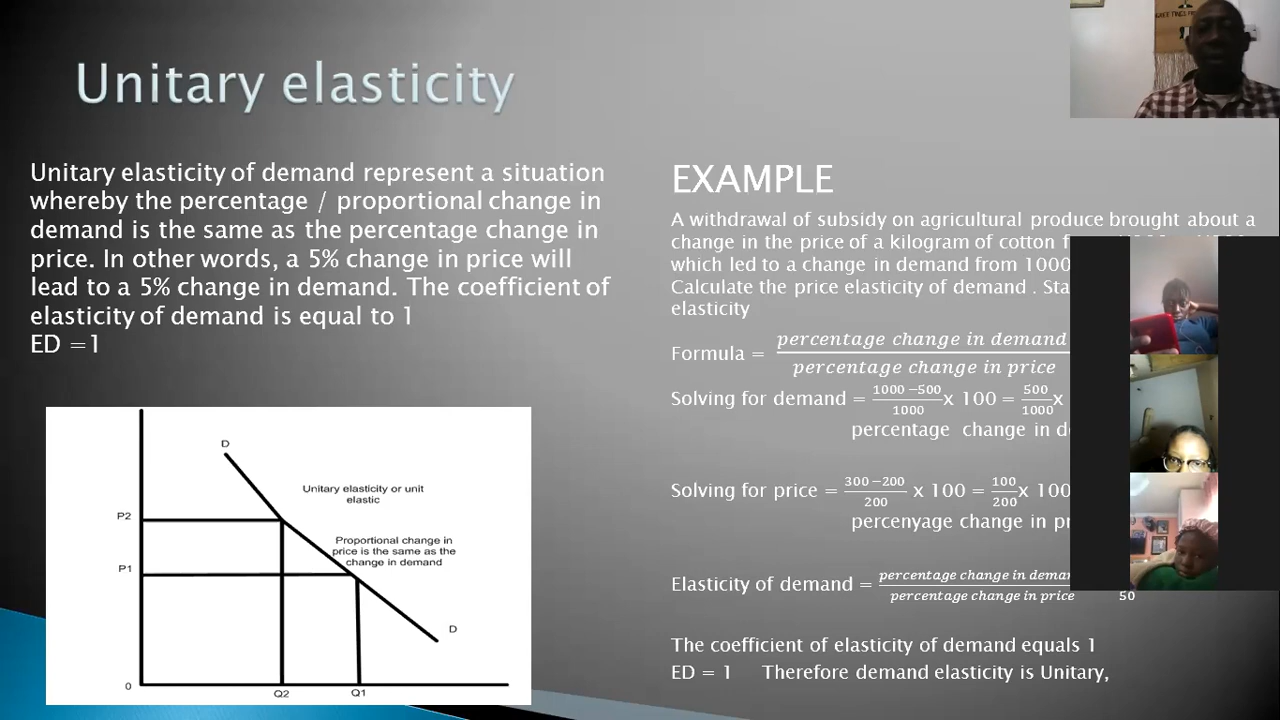 Unitary elasticity
Unitary elasticity of demand represent a situation
whereby the percentage / proportional change in
demand is the same as the percentage change in
price. In other words, a 5% change in price will
lead to a 5% change in demand. The coefficient of
elasticity of demand is equal to 1
ED =1
D
Unitary elasticity or unit
elastic
P2
Proportional change in
price is the same as the
change in demand
P1
D
0
Q2 Q1
EXAMPLE
A withdrawal of subsidy on agricultural produce brought about a
change in the price of a kilogram of cotton
which led to a change in demand from 1000
Calculate the price elasticity of demand .
elasticity
Formula = percentage change in demand
percentage change in price
Solving for demand = 1000 −500/1000 x 100 = 500/1000 x
percentage change in
Solving for price = 300 −200/200 x 100 = 100/200 x 100
percenyage change in
Elasticity of demand = percentage change in
percentage change in price 50
The coefficient of elasticity of demand equals 1
ED = 1 Therefore demand elasticity is Unitary,